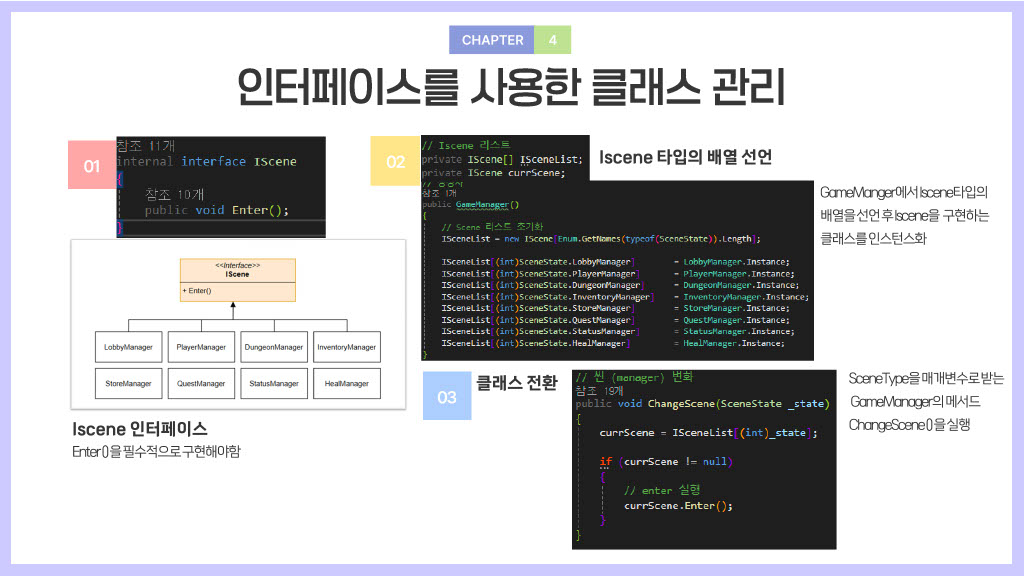 CHAPTER 4
인터페이스를 사용한 클래스 관리
01
참조 11개
internal interface IScene
{
참조 10개
public void Enter();
}
<<Interface>>
IScene
+ Enter()
LobbyManager PlayerManager DungeonManager InventoryManager
StoreManager QuestManager StatusManager HealManager
Iscene 인터페이스
Enter()을 필수적으로 구현해야함
02
// Iscene 리스트
private IScene[] ISceneList;
private IScene currScene;
// 생성자
참조 1개
public GameManager()
{
// Scene 리스트 초기화
ISceneList = new IScene[Enum.GetNames(typeof(SceneState)).Length];
ISceneList[(int)SceneState.LobbyManager] = LobbyManager.Instance;
ISceneList[(int)SceneState.PlayerManager] = PlayerManager.Instance;
ISceneList[(int)SceneState.DungeonManager] = DungeonManager.Instance;
ISceneList[(int)SceneState.InventoryManager] = InventoryManager.Instance;
ISceneList[(int)SceneState.StoreManager] = StoreManager.Instance;
ISceneList[(int)SceneState.QuestManager] = QuestManager.Instance;
ISceneList[(int)SceneState.StatusManager] = StatusManager.Instance;
ISceneList[(int)SceneState.HealManager] = HealManager.Instance;
}
Iscene 타입의 배열 선언
GameManger에서 Iscene타입의
배열을 선언 후 Iscene을 구현하는
클래스를 인스턴스화
03
클래스 전환
// 씬 (manager) 변화
참조 19개
public void ChangeScene(SceneState _state)
{
currScene = ISceneList[(int)_state];
if (currScene != null)
{
// enter 실행
currScene.Enter();
}
}
SceneType을 매개변수로 받는
GameManager의 메서드
ChangeScene()을 실행